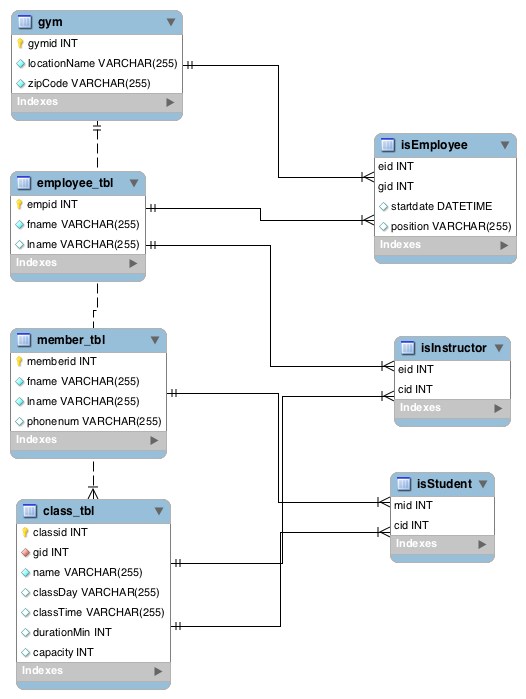 gym
gymid INT
locationName VARCHAR(255)
zipCode VARCHAR(255)
Indexes
employee_tbl
empid INT
fname VARCHAR(255)
lname VARCHAR(255)
Indexes
member_tbl
memberid INT
fname VARCHAR(255)
lname VARCHAR(255)
phonenum VARCHAR(255)
Indexes
class_tbl
classid INT
gid INT
name VARCHAR(255)
classDay VARCHAR(255)
classTime VARCHAR(255)
durationMin INT
capacity INT
Indexes
isEmployee
eid INT
gid INT
startdate DATETIME
position VARCHAR(255)
Indexes
isInstructor
eid INT
cid INT
Indexes
isStudent
mid INT
cid INT
Indexes